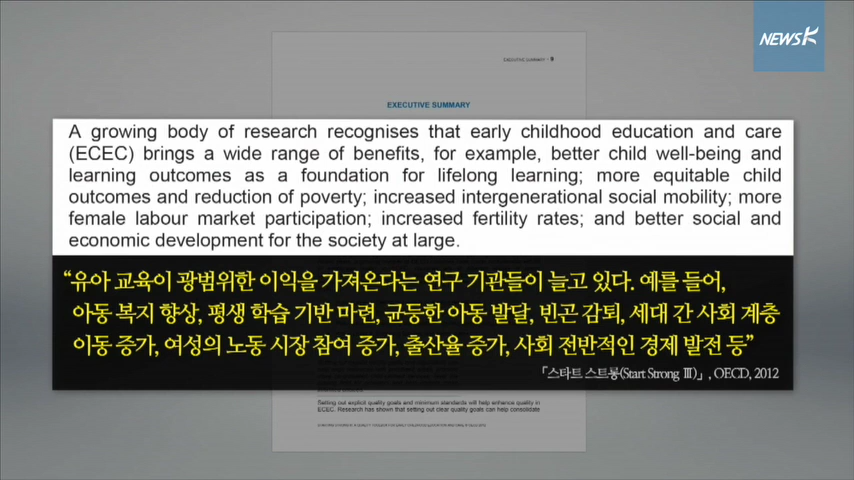 NEWS K
EXECUTIVE SUMMARY - 9
EXECUTIVE SUMMARY
A growing body of research recognises that early childhood education and care
(ECEC) brings a wide range of benefits, for example, better child well-being and
learning outcomes as a foundation for lifelong learning; more equitable child
outcomes and reduction of poverty; increased intergenerational social mobility; more
female labour market participation; increased fertility rates; and better social and
economic development for the society at large.
“유아 교육이 광범위한 이익을 가져온다는 연구 기관들이 늘고 있다. 예를 들어,
아동 복지 향상, 평생 학습 기반 마련, 균등한 아동 발달, 빈곤 감퇴, 세대 간 사회 계층
이동 증가, 여성의 노동 시장 참여 증가, 출산율 증가, 사회 전반적인 경제 발전 등”
「스타트 스트롱(Start Strong Ⅲ)」, OECD, 2012
Setting out explicit quality goals and minimum standards will help enhance quality in
ECEC. Research has shown that setting out clear quality goals can help consolidate